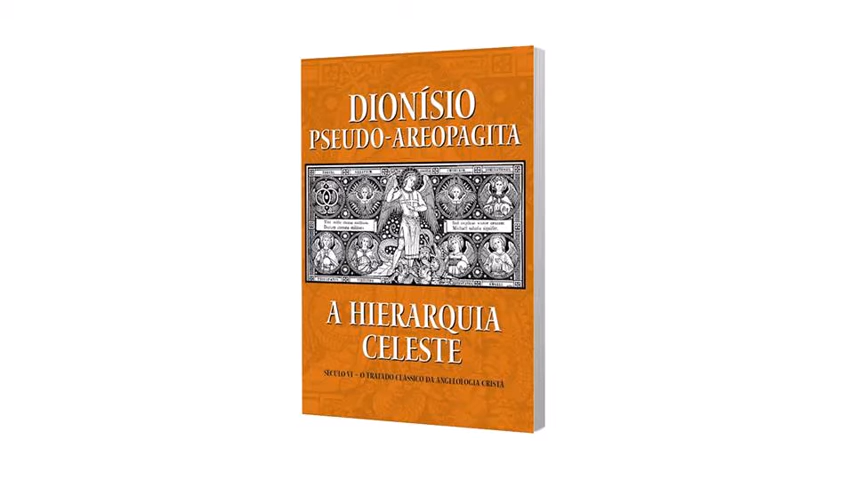 DIONÍSIO
PSEUDO-AREOPAGITA
A HIERARQUIA
CELESTE
SÉCULO VI – O TRATADO CLÁSSICO DA ANGELOLOGIA CRISTÃ